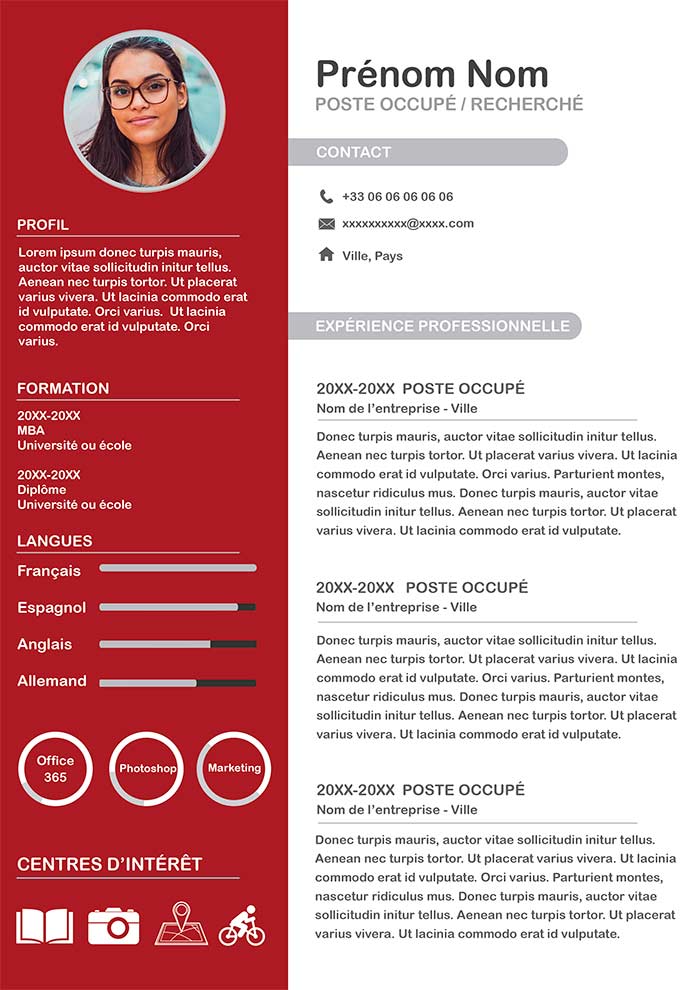 Prénom Nom
POSTE OCCUPÉ / RECHERCHÉ
CONTACT
+33 06 06 06 06 06
xxxxxxxxxx@xxxx.com
Ville, Pays
PROFIL
Lorem ipsum donec turpis mauris,
auctor vitae sollicitudin initur tellus.
Aenean nec turpis tortor. Ut placerat
varius vivera. Ut lacinia commodo erat
id vulputate. Orci varius. Ut lacinia
commodo erat id vulputate. Orci
varius.
FORMATION
20XX-20XX
MBA
Université ou école
20XX-20XX
Diplôme
Université ou école
LANGUES
Français
Espagnol
Anglais
Allemand
Office
365
Photoshop
Marketing
CENTRES D’INTÉRÊT
EXPÉRIENCE PROFESSIONNELLE
20XX-20XX POSTE OCCUPÉ
Nom de l’entreprise - Ville
Donec turpis mauris, auctor vitae sollicitudin initur tellus.
Aenean nec turpis tortor. Ut placerat varius vivera. Ut lacinia
commodo erat id vulputate. Orci varius. Parturient montes,
nascetur ridiculus mus. Donec turpis mauris, auctor vitae
sollicitudin initur tellus. Aenean nec turpis tortor. Ut placerat
varius vivera. Ut lacinia commodo erat id vulputate.
20XX-20XX POSTE OCCUPÉ
Nom de l’entreprise - Ville
Donec turpis mauris, auctor vitae sollicitudin initur tellus.
Aenean nec turpis tortor. Ut placerat varius vivera. Ut lacinia
commodo erat id vulputate. Orci varius. Parturient montes,
nascetur ridiculus mus. Donec turpis mauris, auctor vitae
sollicitudin initur tellus. Aenean nec turpis tortor. Ut placerat
varius vivera. Ut lacinia commodo erat id vulputate.
20XX-20XX POSTE OCCUPÉ
Nom de l’entreprise - Ville
Donec turpis mauris, auctor vitae sollicitudin initur tellus.
Aenean nec turpis tortor. Ut placerat varius vivera. Ut lacinia
commodo erat id vulputate. Orci varius. Parturient montes,
nascetur ridiculus mus. Donec turpis mauris, auctor vitae
sollicitudin initur tellus. Aenean nec turpis tortor. Ut placerat
varius vivera. Ut lacinia commodo erat id vulputate.